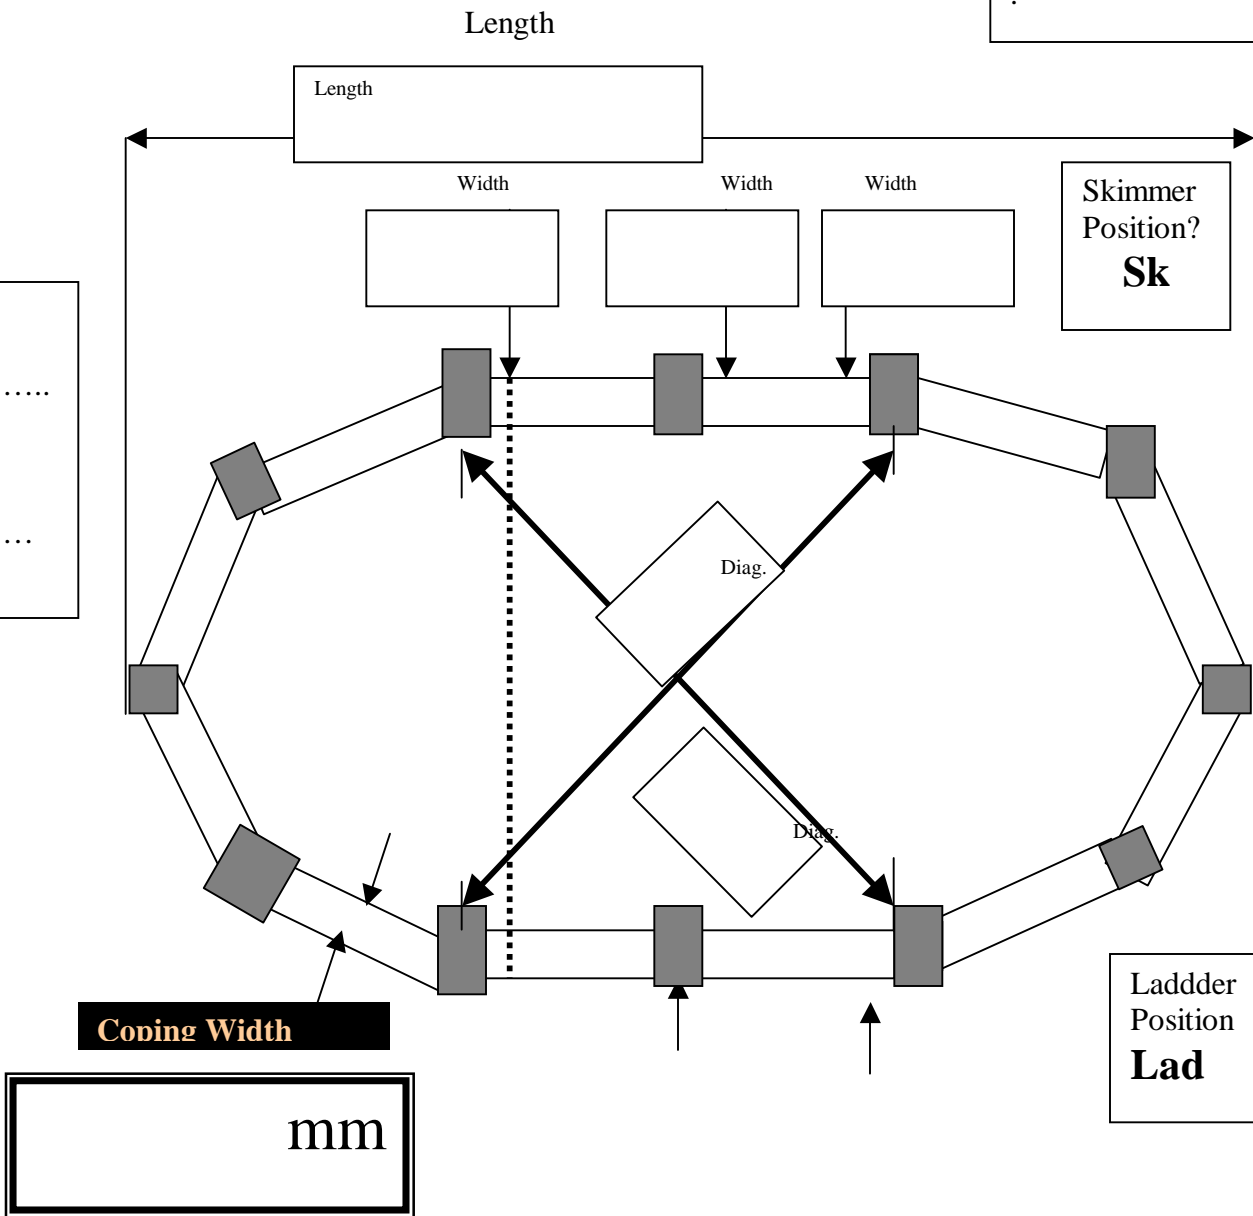 Length
Length
Width
Width
Width
Skimmer
Position?
Sk
…..
…
Diag.
Diag.
Coping Width
Laddder
Position
Lad
mm